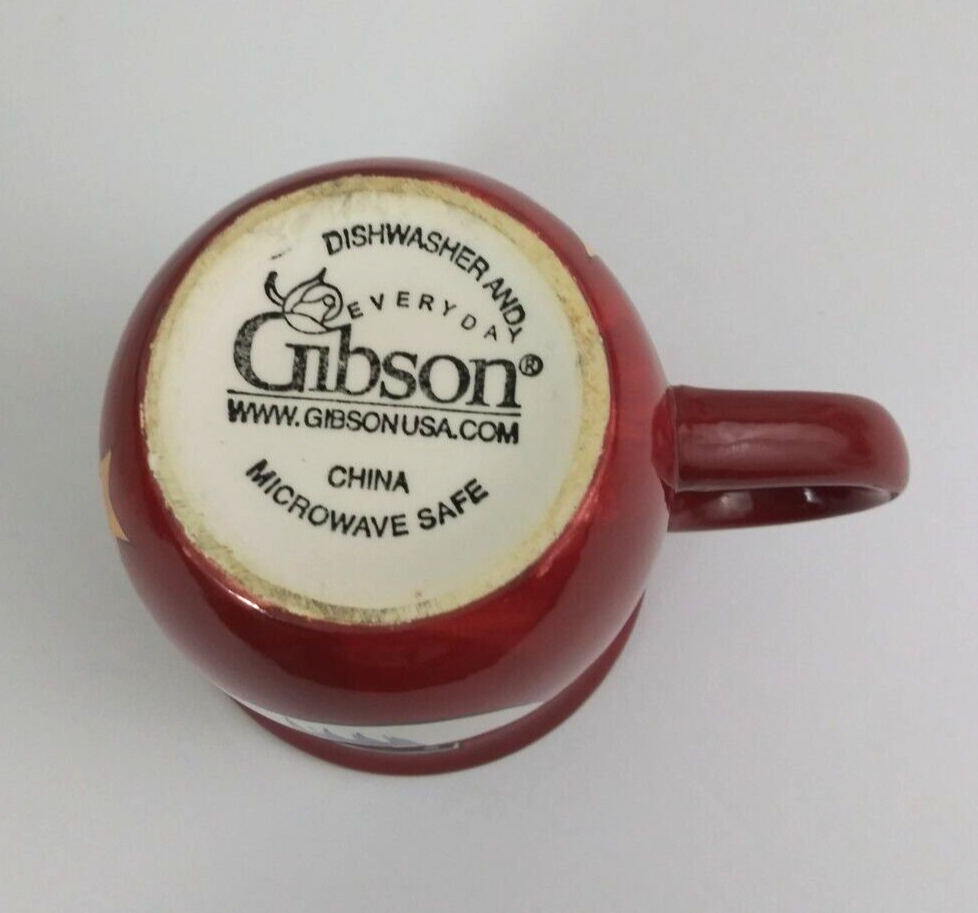 DISHWASHER AND
EVERYDAY
Gibson®
WWW.GIBSONUSA.COM
CHINA
MICROWAVE SAFE